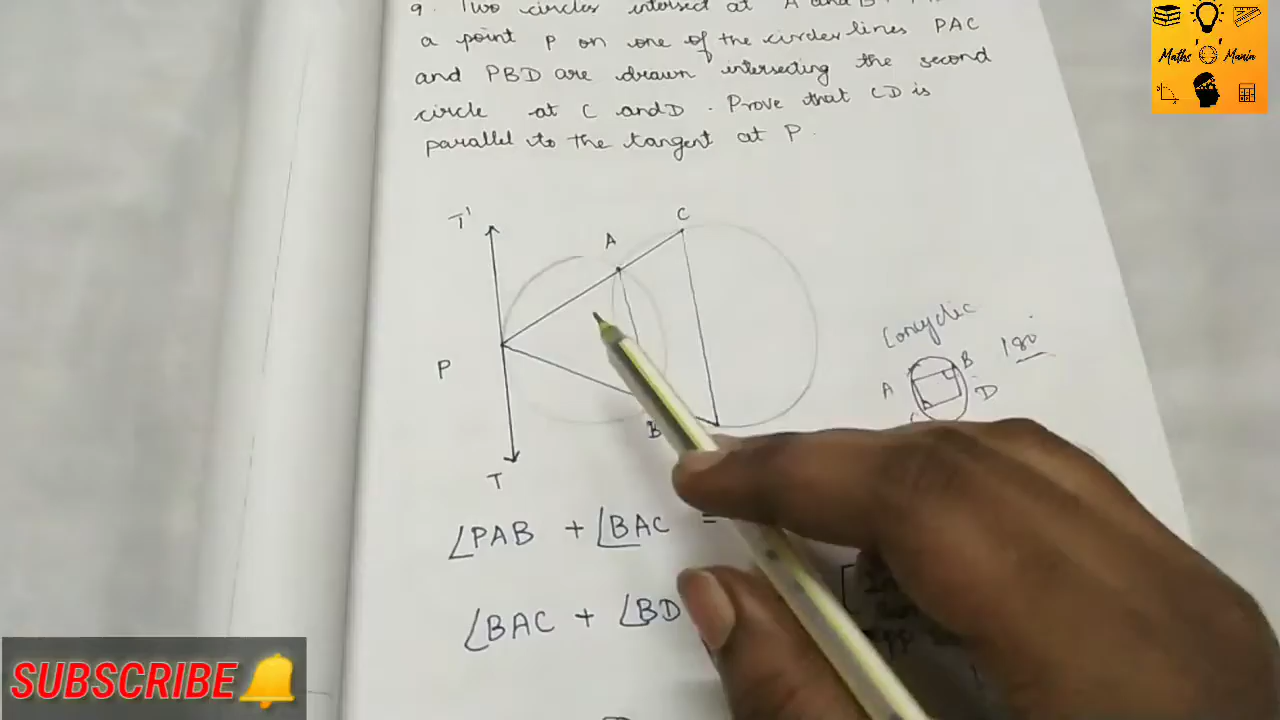 9. Two circles intersect at A and B.
a point P on one of the circles lines PAC
and PBD are drawn intersecting the second
circle at C and D. Prove that CD is
parallel to the tangent at P.
Maths Mania
T' A C
P B
T
Concyclic
180°
A B D
∠PAB + ∠BAC =
∠BAC + ∠BD
SUBSCRIBE